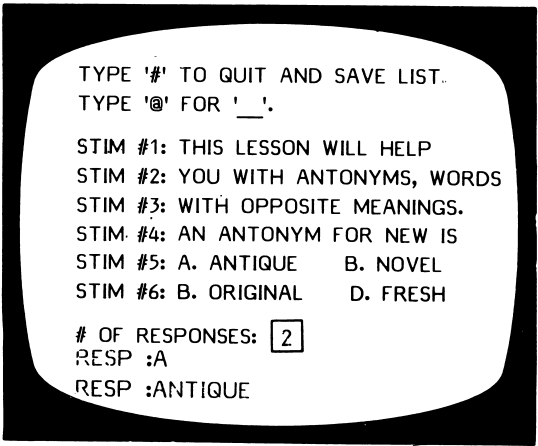 TYPE '#' TO QUIT AND SAVE LIST.
TYPE '@' FOR '__'.
STIM #1: THIS LESSON WILL HELP
STIM #2: YOU WITH ANTONYMS, WORDS
STIM #3: WITH OPPOSITE MEANINGS.
STIM #4: AN ANTONYM FOR NEW IS
STIM #5: A. ANTIQUE B. NOVEL
STIM #6: B. ORIGINAL D. FRESH
# OF RESPONSES: 2
RESP :A
RESP :ANTIQUE